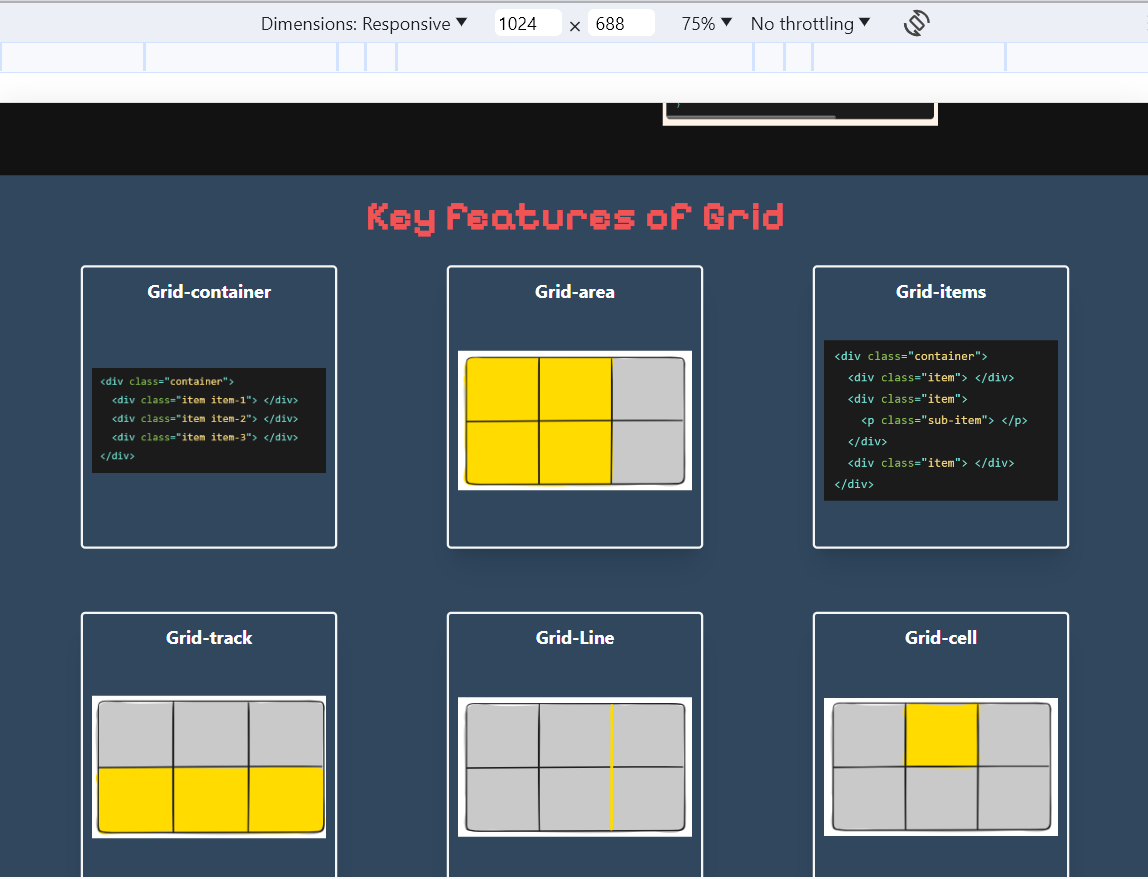 Dimensions: Responsive ▼ 1024 × 688 75% ▼ No throttling ▼
}
Key Features of Grid
Grid-container
<div class="container">
<div class="item item-1"> </div>
<div class="item item-2"> </div>
<div class="item item-3"> </div>
</div>
Grid-area
Grid-items
<div class="container">
<div class="item"> </div>
<div class="item">
<p class="sub-item"> </p>
</div>
<div class="item"> </div>
</div>
Grid-track
Grid-Line
Grid-cell